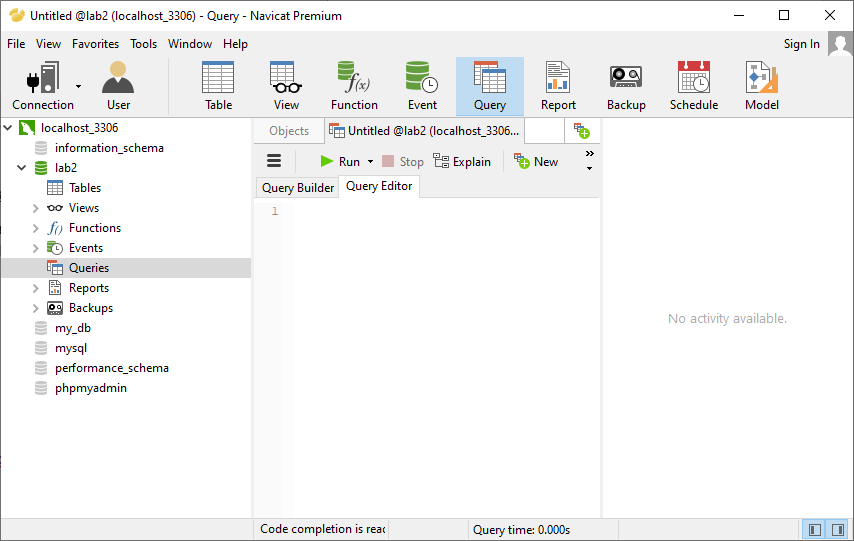 Untitled @lab2 (localhost_3306) - Query - Navicat Premium
File View Favorites Tools Window Help Sign In
Connection User Table View Function Event Query Report Backup Schedule Model
localhost_3306
information_schema
lab2
Tables
Views
Functions
Events
Queries
Reports
Backups
my_db
mysql
performance_schema
phpmyadmin
Objects Untitled @lab2 (localhost_3306...
Run Stop Explain New
Query Builder Query Editor
1
No activity available.
Code completion is read Query time: 0.000s